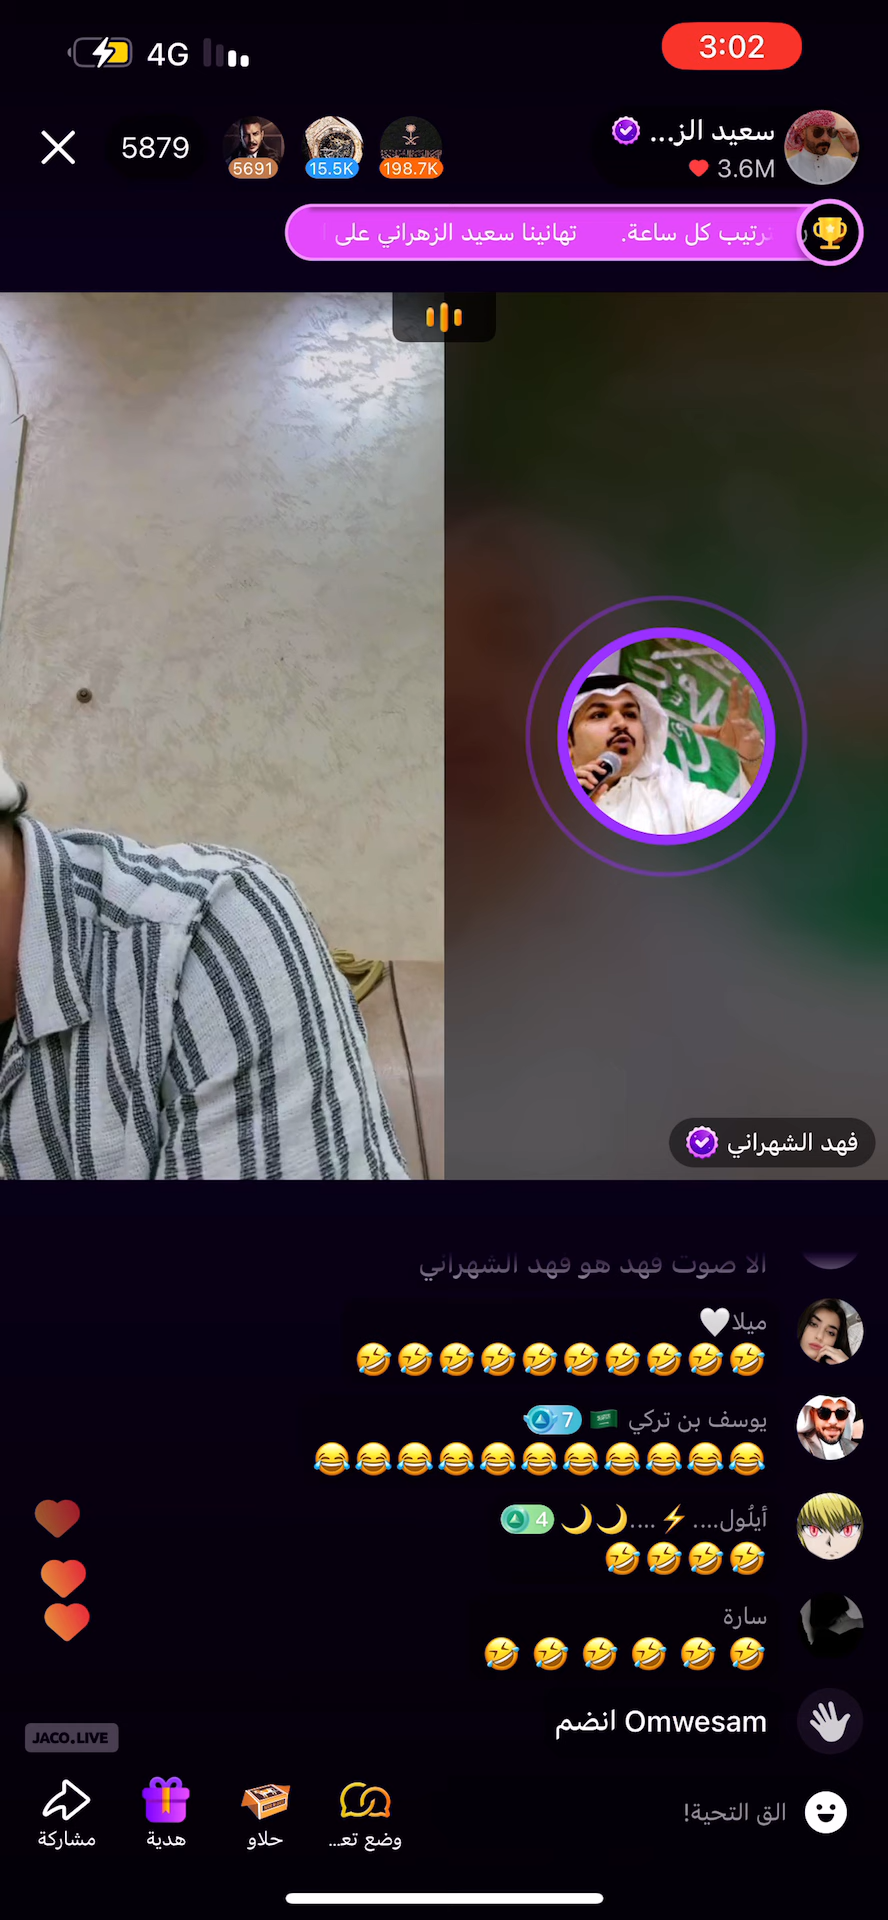 4G
3:02
5879
5691
15.5K
198.7K
سعيد الز...
3.6M
ترتيب كل ساعة. تهانينا سعيد الزهراني على
فهد الشهراني
الا صوت فهد هو فهد الشهراني
ميلا🤍
🤣🤣🤣🤣🤣🤣🤣🤣🤣🤣
يوسف بن تركي 🇸🇦 7
😂😂😂😂😂😂😂😂😂😂😂
أيلُول....⚡....🌙🌙 4
🤣🤣🤣🤣
سارة
🤣 🤣 🤣 🤣 🤣 🤣
Omwesam انضم
JACO.LIVE
الق التحية!
وضع تعـ...
حلاو
هدية
مشاركة